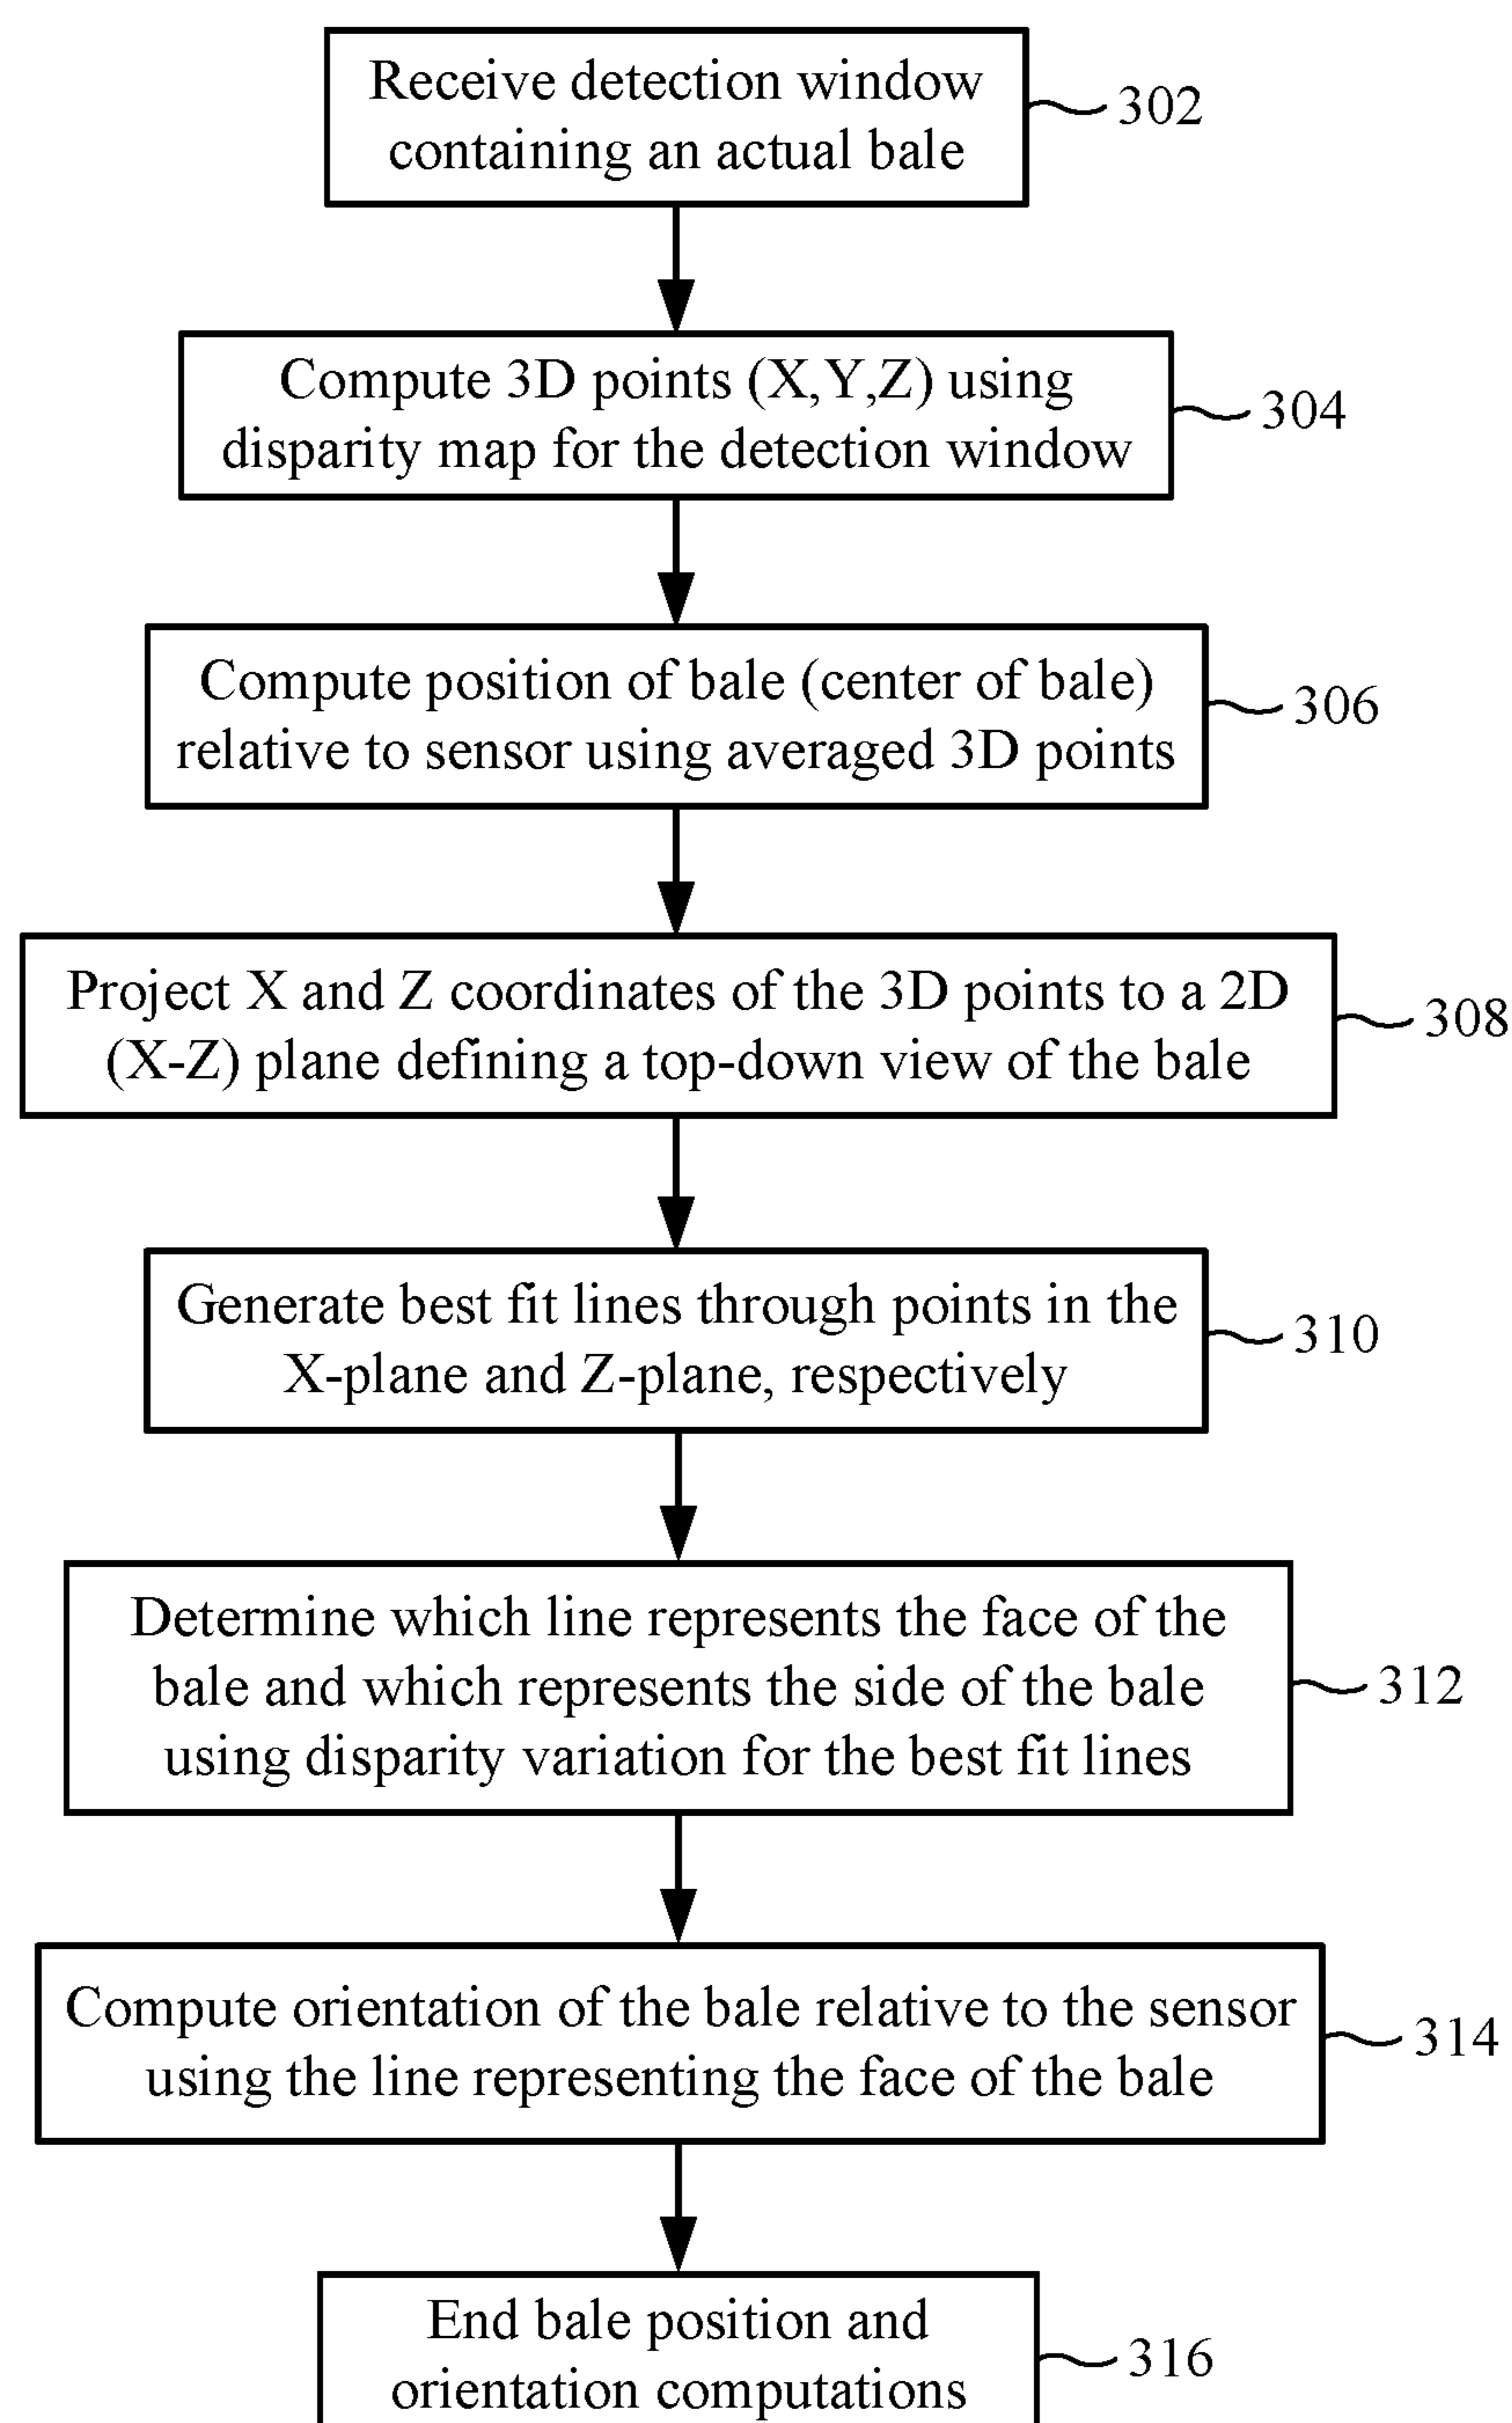 Receive detection window
containing an actual bale
302
Compute 3D points (X,Y,Z) using
disparity map for the detection window
304
Compute position of bale (center of bale)
relative to sensor using averaged 3D points
306
Project X and Z coordinates of the 3D points to a 2D
(X-Z) plane defining a top-down view of the bale
308
Generate best fit lines through points in the
X-plane and Z-plane, respectively
310
Determine which line represents the face of the
bale and which represents the side of the bale
using disparity variation for the best fit lines
312
Compute orientation of the bale relative to the sensor
using the line representing the face of the bale
314
End bale position and
orientation computations
316